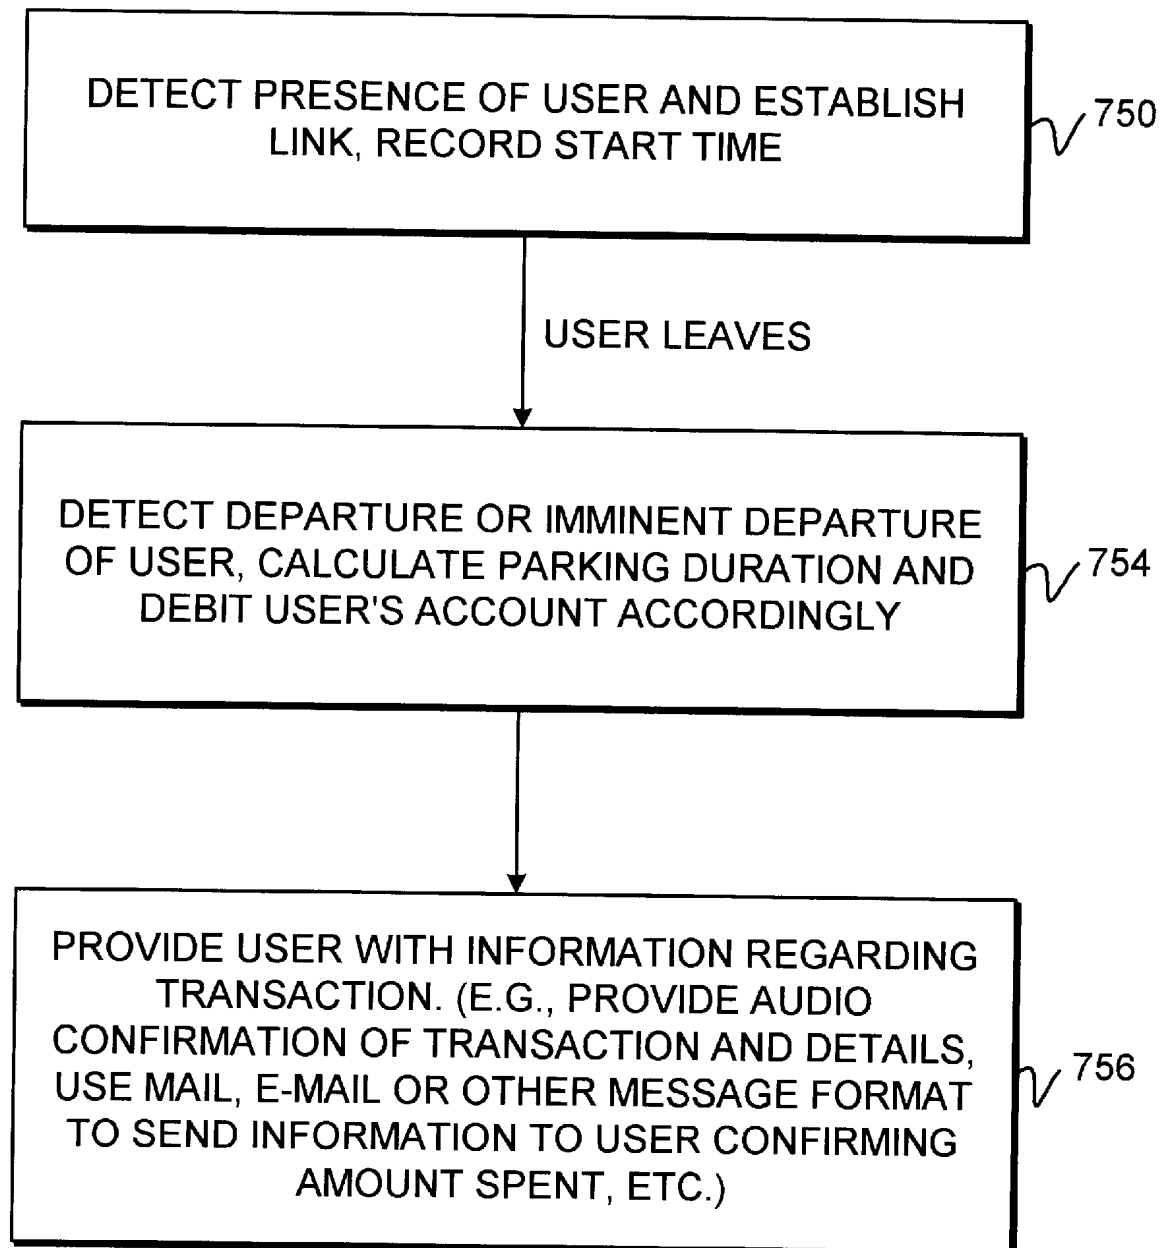 DETECT PRESENCE OF USER AND ESTABLISH
LINK, RECORD START TIME
750
USER LEAVES
DETECT DEPARTURE OR IMMINENT DEPARTURE
OF USER, CALCULATE PARKING DURATION AND
DEBIT USER'S ACCOUNT ACCORDINGLY
754
PROVIDE USER WITH INFORMATION REGARDING
TRANSACTION. (E.G., PROVIDE AUDIO
CONFIRMATION OF TRANSACTION AND DETAILS,
USE MAIL, E-MAIL OR OTHER MESSAGE FORMAT
TO SEND INFORMATION TO USER CONFIRMING
AMOUNT SPENT, ETC.)
756